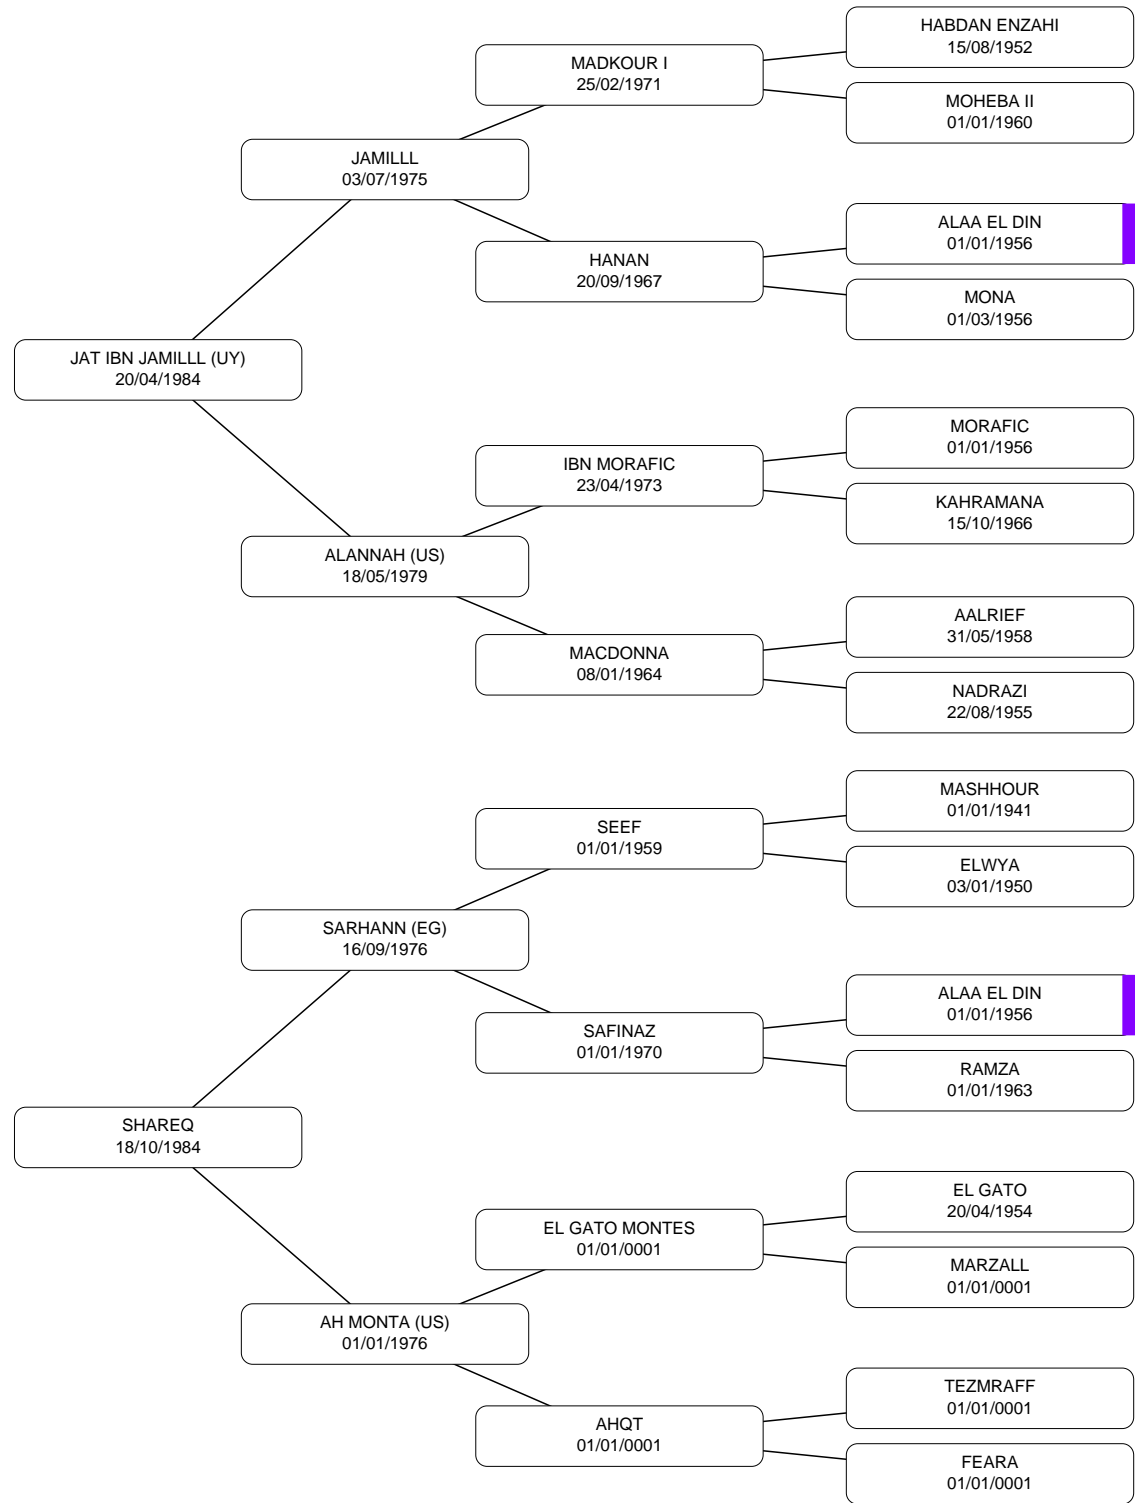 HABDAN ENZAHI
15/08/1952
MADKOUR I
25/02/1971
MOHEBA II
01/01/1960
JAMILLL
03/07/1975
ALAA EL DIN
01/01/1956
HANAN
20/09/1967
MONA
01/03/1956
JAT IBN JAMILLL (UY)
20/04/1984
MORAFIC
01/01/1956
IBN MORAFIC
23/04/1973
KAHRAMANA
15/10/1966
ALANNAH (US)
18/05/1979
AALRIEF
31/05/1958
MACDONNA
08/01/1964
NADRAZI
22/08/1955
MASHHOUR
01/01/1941
SEEF
01/01/1959
ELWYA
03/01/1950
SARHANN (EG)
16/09/1976
ALAA EL DIN
01/01/1956
SAFINAZ
01/01/1970
RAMZA
01/01/1963
SHAREQ
18/10/1984
EL GATO
20/04/1954
EL GATO MONTES
01/01/0001
MARZALL
01/01/0001
AH MONTA (US)
01/01/1976
TEZMRAFF
01/01/0001
AHQT
01/01/0001
FEARA
01/01/0001